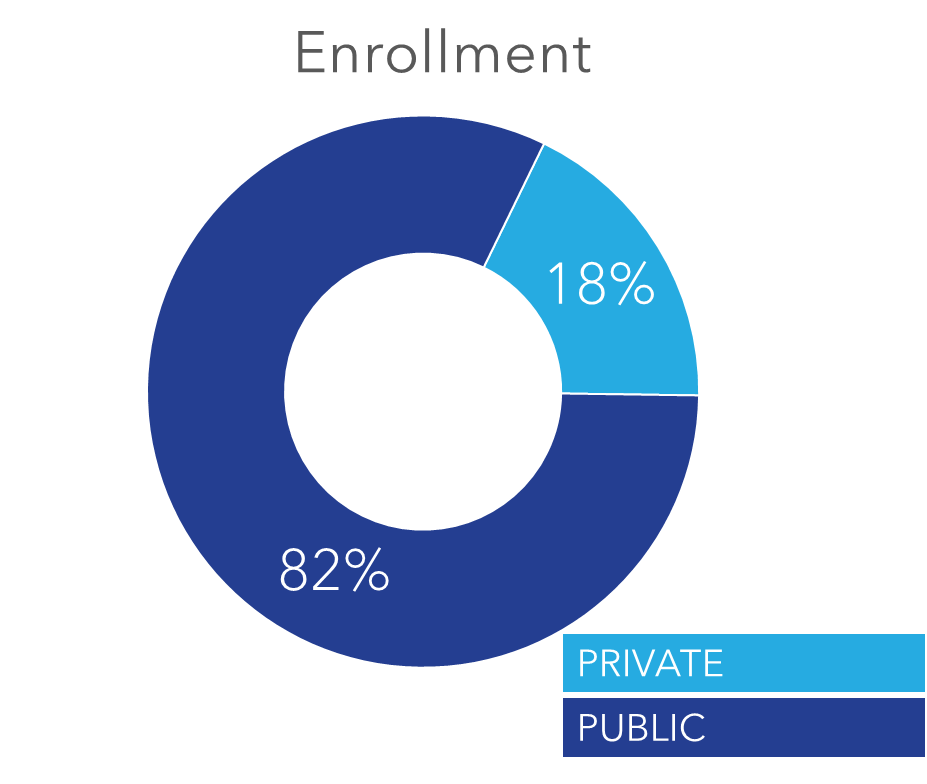 Enrollment
18%
82%
PRIVATE
PUBLIC